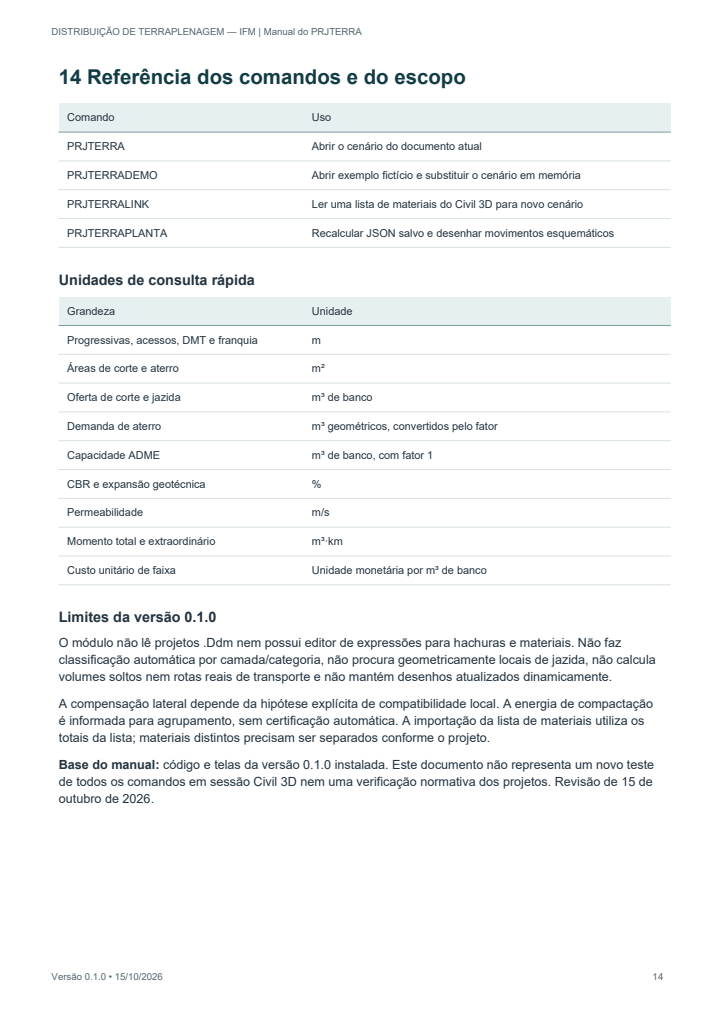 DISTRIBUIÇÃO DE TERRAPLENAGEM — IFM | Manual do PRJTERRA
14 Referência dos comandos e do escopo
Comando Uso
PRJTERRA Abrir o cenário do documento atual
PRJTERRADEMO Abrir exemplo fictício e substituir o cenário em memória
PRJTERRALINK Ler uma lista de materiais do Civil 3D para novo cenário
PRJTERRAPLANTA Recalcular JSON salvo e desenhar movimentos esquemáticos
Unidades de consulta rápida
Grandeza Unidade
Progressivas, acessos, DMT e franquia m
Áreas de corte e aterro m²
Oferta de corte e jazida m³ de banco
Demanda de aterro m³ geométricos, convertidos pelo fator
Capacidade ADME m³ de banco, com fator 1
CBR e expansão geotécnica %
Permeabilidade m/s
Momento total e extraordinário m³·km
Custo unitário de faixa Unidade monetária por m³ de banco
Limites da versão 0.1.0
O módulo não lê projetos .Ddm nem possui editor de expressões para hachuras e materiais. Não faz
classificação automática por camada/categoria, não procura geometricamente locais de jazida, não calcula
volumes soltos nem rotas reais de transporte e não mantém desenhos atualizados dinamicamente.
A compensação lateral depende da hipótese explícita de compatibilidade local. A energia de compactação
é informada para agrupamento, sem certificação automática. A importação da lista de materiais utiliza os
totais da lista; materiais distintos precisam ser separados conforme o projeto.
Base do manual: código e telas da versão 0.1.0 instalada. Este documento não representa um novo teste
de todos os comandos em sessão Civil 3D nem uma verificação normativa dos projetos. Revisão de 15 de
outubro de 2026.
Versão 0.1.0 • 15/10/2026 14